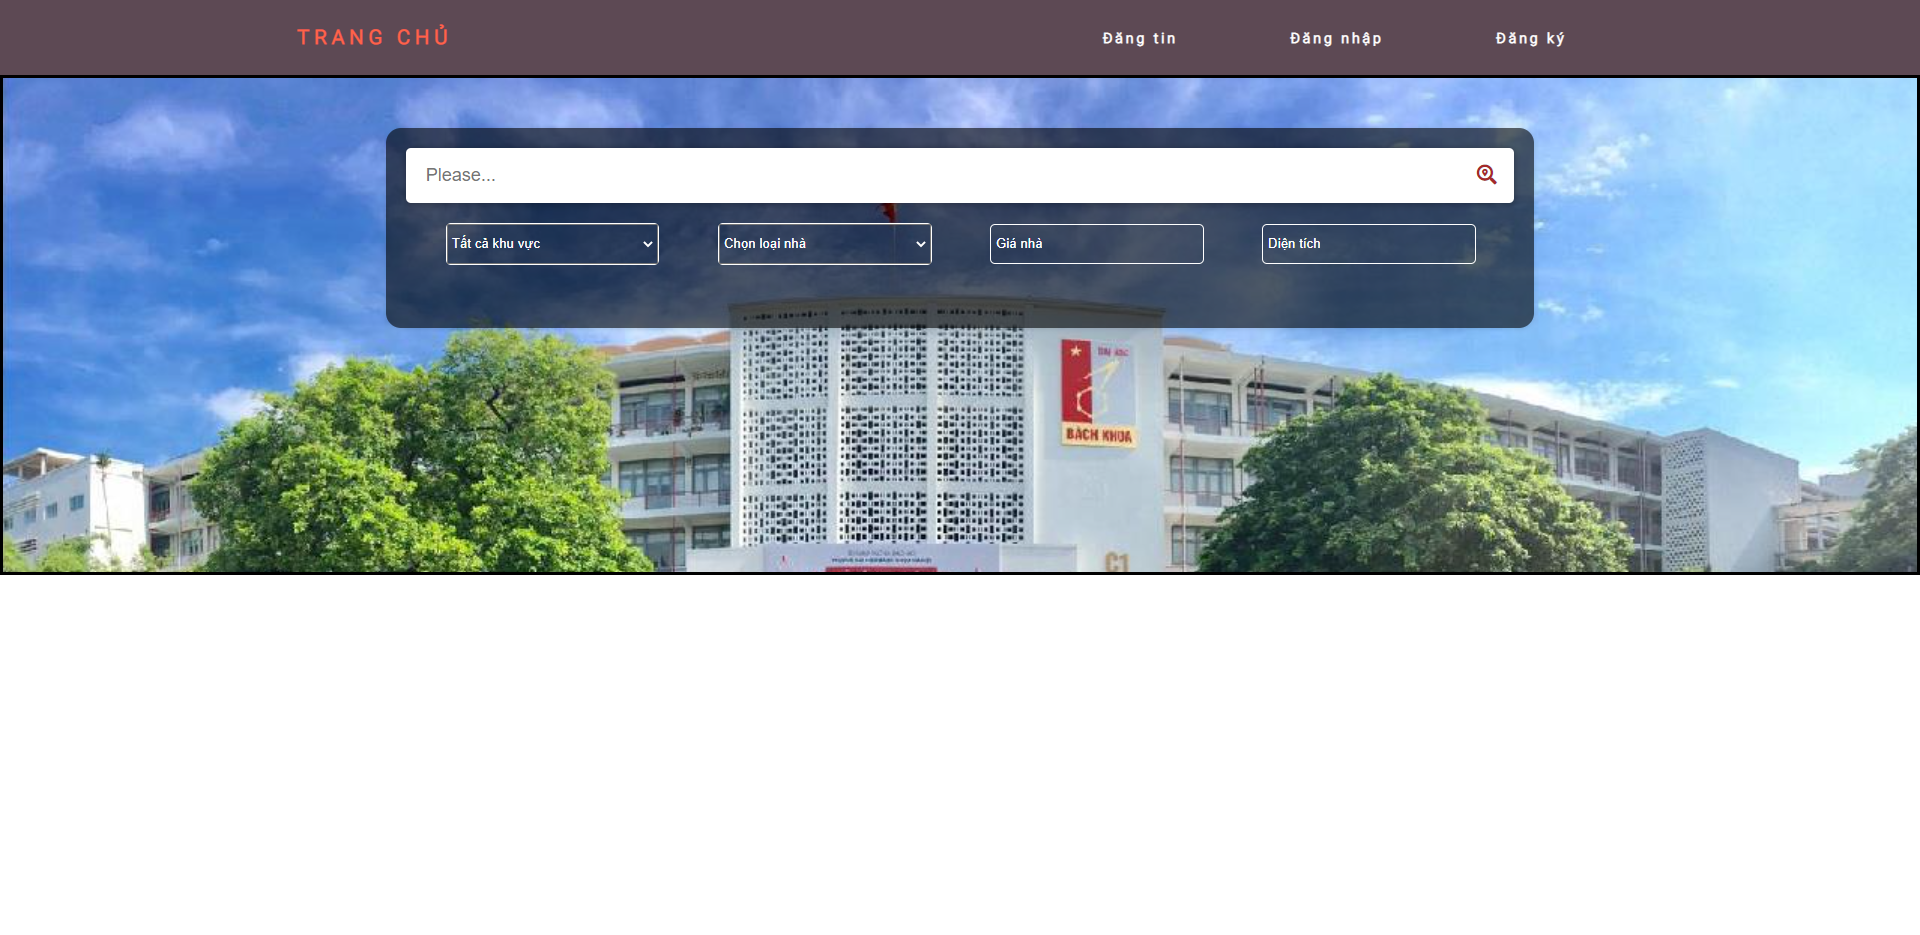 TRANG CHỦ
Đăng tin
Đăng nhập
Đăng ký
Please...
Tất cả khu vực
Chọn loại nhà
Giá nhà
Diện tích
ĐẠI HỌC
BÁCH KHOA
C1